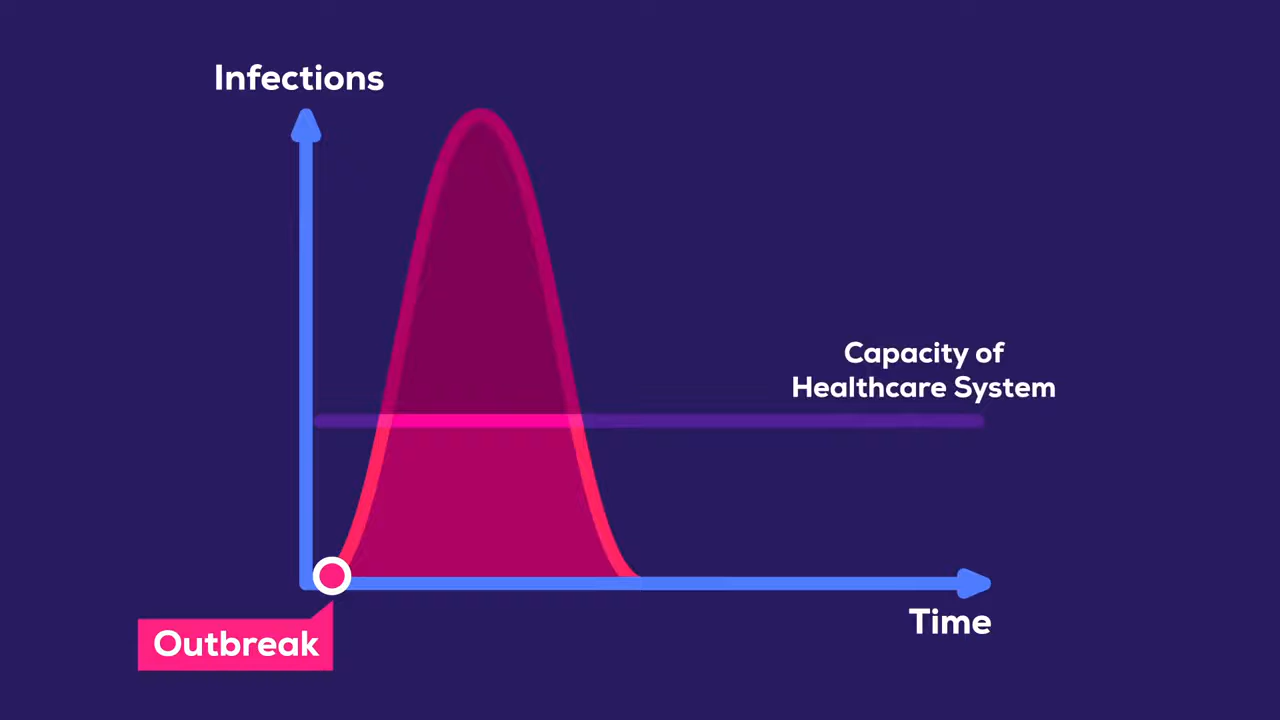 Infections
Capacity of
Healthcare System
Time
Outbreak